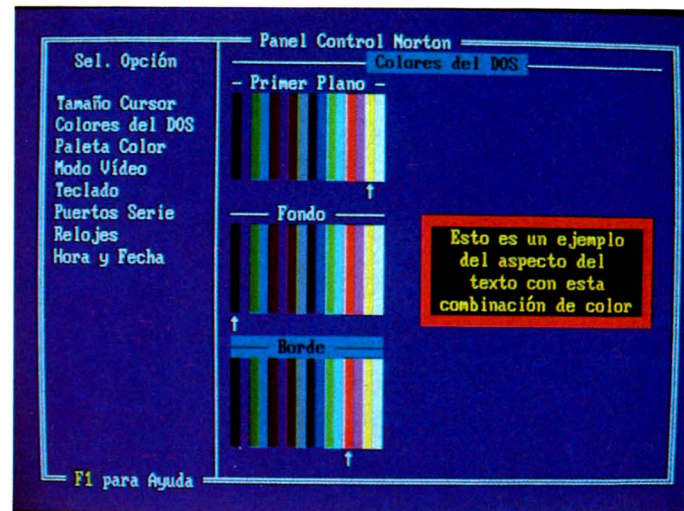 Panel Control Norton
Sel. Opción
Tamaño Cursor
Colores del DOS
Paleta Color
Modo Vídeo
Teclado
Puertos Serie
Relojes
Hora y Fecha
Colores del DOS
Primer Plano
↑
Fondo
↑
Borde
↑
Esto es un ejemplo
del aspecto del
texto con esta
combinación de color
F1 para Ayuda